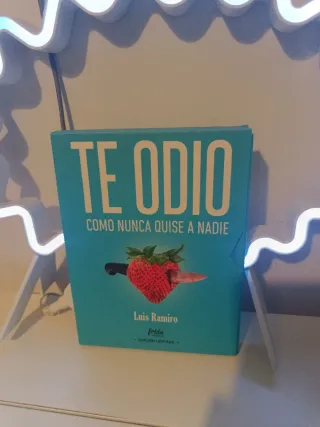 TE ODIO
COMO NUNCA QUISE A NADIE
Luis Ramiro